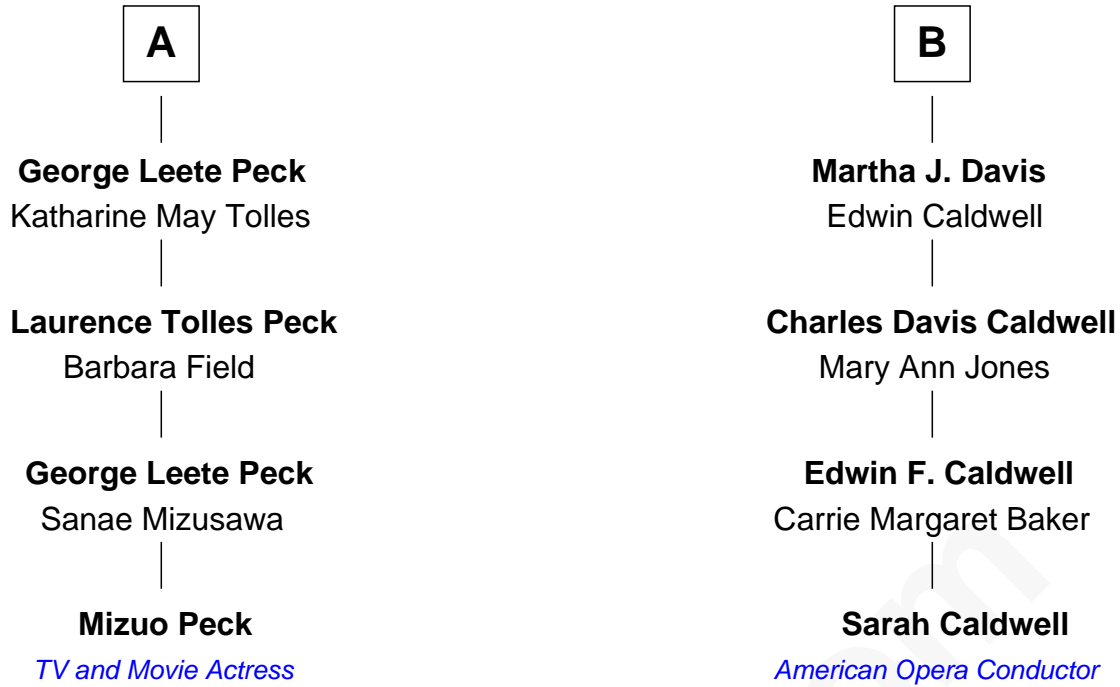 A
George Leete Peck
Katharine May Tolles
Laurence Tolles Peck
Barbara Field
George Leete Peck
Sanae Mizusawa
Mizuo Peck
TV and Movie Actress
B
Martha J. Davis
Edwin Caldwell
Charles Davis Caldwell
Mary Ann Jones
Edwin F. Caldwell
Carrie Margaret Baker
Sarah Caldwell
American Opera Conductor
om